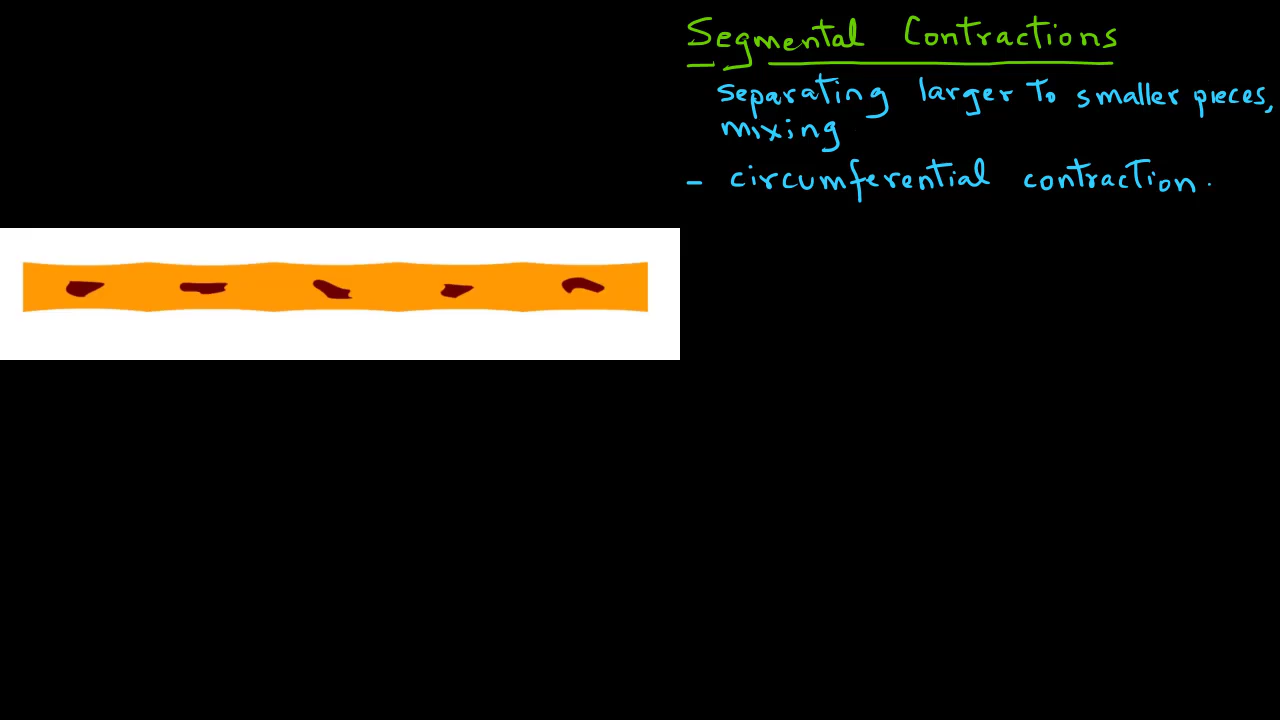 Segmental Contractions
separating larger to smaller pieces,
mixing
- circumferential contraction.